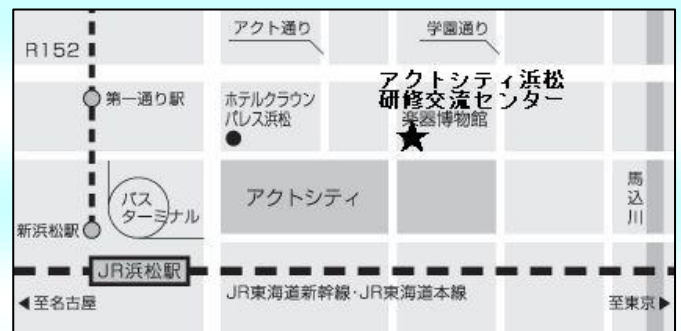 アクト通り
学園通り
R152
アクトシティ浜松
研修交流センター
楽器博物館
第一通り駅
ホテルクラウン
パレス浜松
バス
ターミナル
アクトシティ
馬込川
新浜松駅
JR浜松駅
JR東海道新幹線・JR東海道本線
◀至名古屋
至東京▶